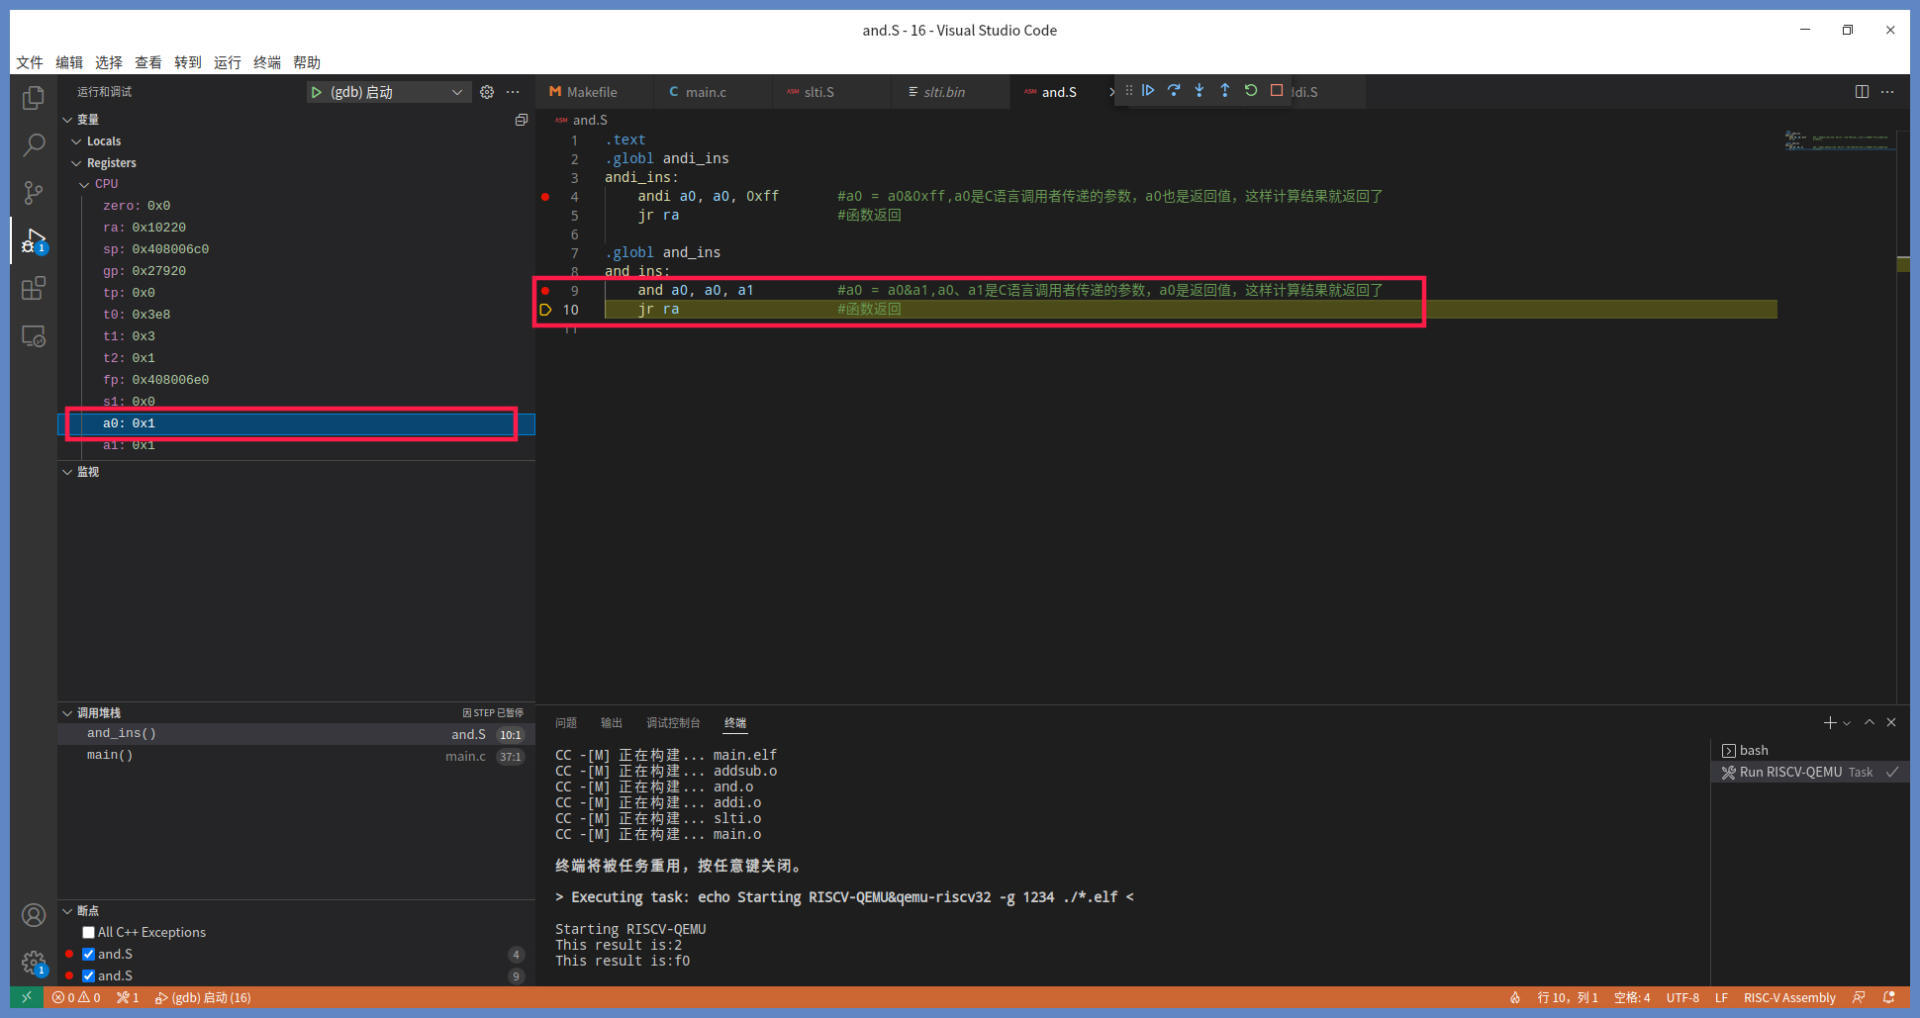 and.S - 16 - Visual Studio Code
文件 编辑 选择 查看 转到 运行 终端 帮助
运行和调试
(gdb) 启动
Makefile
main.c
slti.S
slti.bin
and.S
ddi.S
变量
Locals
Registers
CPU
zero: 0x0
ra: 0x10220
sp: 0x408006c0
gp: 0x27920
tp: 0x0
t0: 0x3e8
t1: 0x3
t2: 0x1
fp: 0x408006e0
s1: 0x0
a0: 0x1
a1: 0x1
监视
and.S
1 .text
2 .globl andi_ins
3 andi_ins:
4 andi a0, a0, 0xff #a0 = a0&0xff,a0是C语言调用者传递的参数，a0也是返回值，这样计算结果就返回了
5 jr ra #函数返回
6
7 .globl and_ins
8 and_ins:
9 and a0, a0, a1 #a0 = a0&a1,a0、a1是C语言调用者传递的参数，a0是返回值，这样计算结果就返回了
10 jr ra #函数返回
11
调用堆栈
因 STEP 已暂停
and_ins() and.S 10:1
main() main.c 37:1
断点
All C++ Exceptions
and.S 4
and.S 9
问题 输出 调试控制台 终端
CC -[M] 正在构建... main.elf
CC -[M] 正在构建... addsub.o
CC -[M] 正在构建... and.o
CC -[M] 正在构建... addi.o
CC -[M] 正在构建... slti.o
CC -[M] 正在构建... main.o
终端将被任务重用，按任意键关闭。
> Executing task: echo Starting RISCV-QEMU&qemu-riscv32 -g 1234 ./*.elf <
Starting RISCV-QEMU
This result is:2
This result is:f0
bash
Run RISCV-QEMU Task
1
1
0 0 1 (gdb) 启动 (16)
行 10，列 1 空格: 4 UTF-8 LF RISC-V Assembly